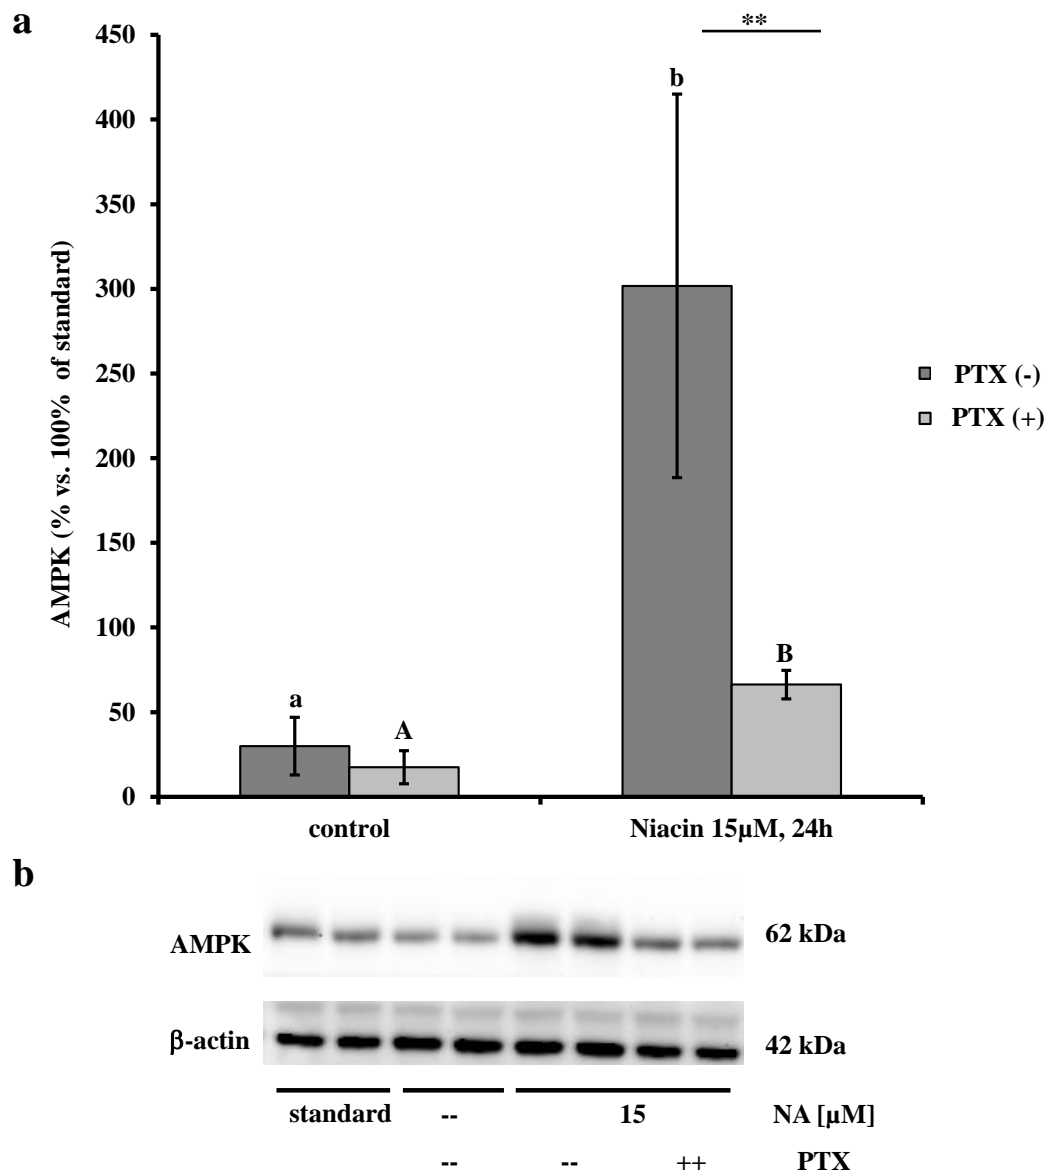 a
**
450
400
350
300
250
200
150
100
50
0
AMPK (% vs. 100% of standard)
b
B
a
A
PTX (-)
PTX (+)
control
Niacin 15µM, 24h
b
AMPK
62 kDa
β-actin
42 kDa
standard -- 15 NA [µM]
-- -- ++ PTX